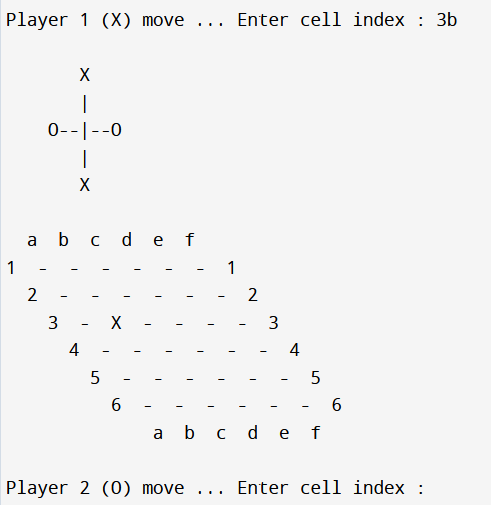 Player 1 (X) move ... Enter cell index : 3b
X
|
O--|--O
|
X
a b c d e f
1 - - - - - - 1
2 - - - - - - 2
3 - X - - - - 3
4 - - - - - - 4
5 - - - - - - 5
6 - - - - - - 6
a b c d e f
Player 2 (O) move ... Enter cell index :